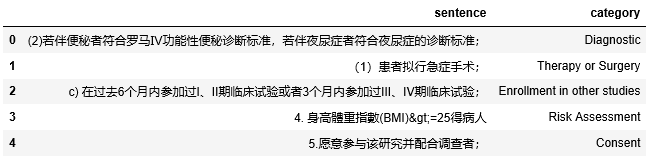 sentence category
0 (2)若伴便秘者符合罗马IV功能性便秘诊断标准，若伴夜尿症者符合夜尿症的诊断标准； Diagnostic
1 （1）患者拟行急症手术； Therapy or Surgery
2 c) 在过去6个月内参加过I、II期临床试验或者3个月内参加过III、IV期临床试验； Enrollment in other studies
3 4. 身高體重指數(BMI)&gt;=25得病人 Risk Assessment
4 5.愿意参与该研究并配合调查者； Consent